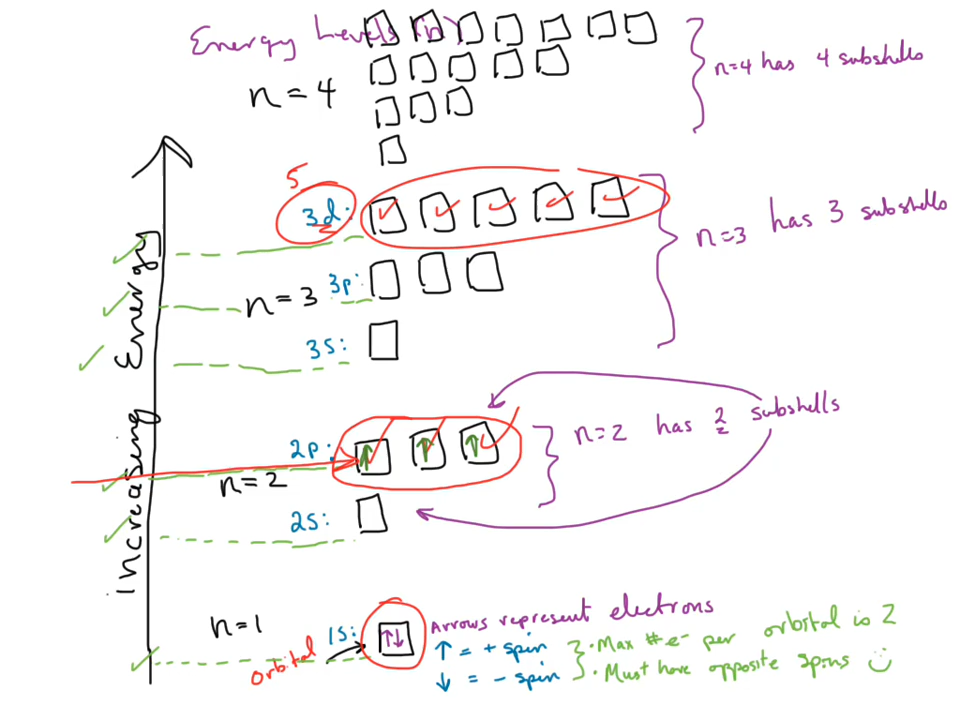 Energy Levels (n)
n = 4
n=4 has 4 subshells
5
3d:
n=3 has 3 subshells
3p:
n = 3
3s:
Increasing Energy
n=2 has 2 subshells
2p:
n = 2
2s:
n=1
1s:
orbital
Arrows represent electrons
↑ = + spin
↓ = - spin
· Max # e- per orbital is 2
· Must have opposite spins